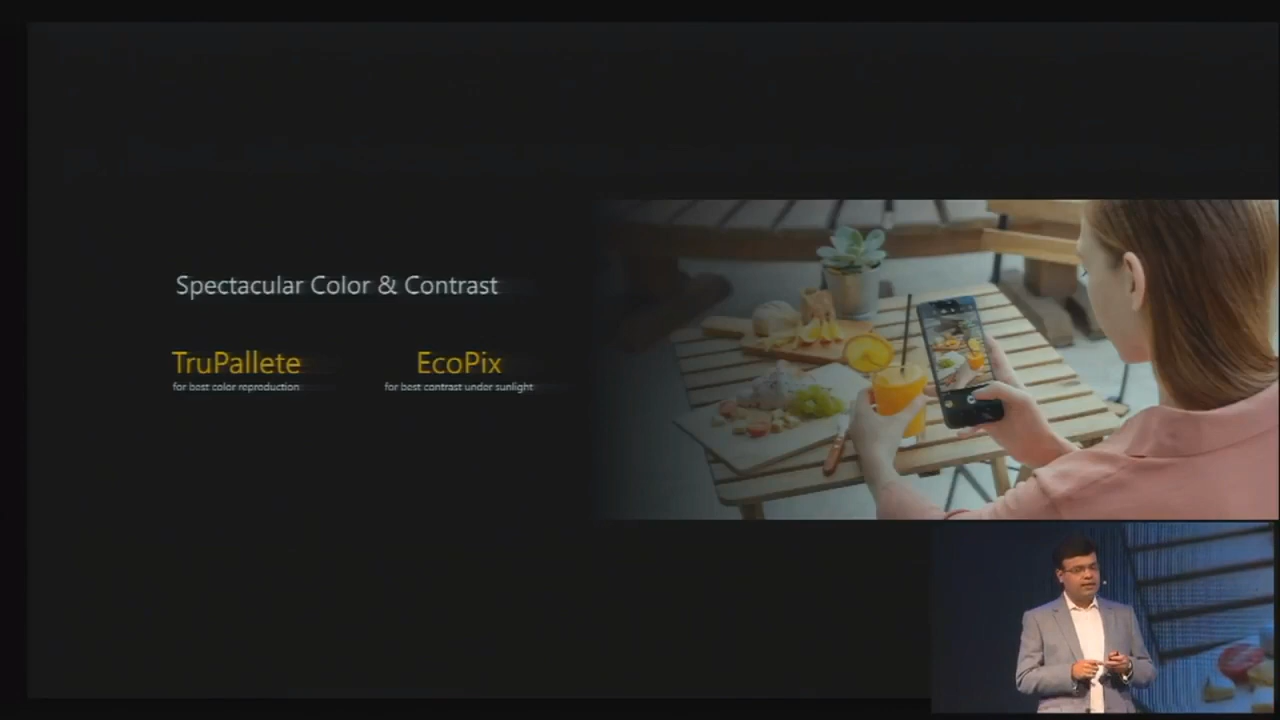 Spectacular Color & Contrast
TruPallete
for best color reproduction
EcoPix
for best contrast under sunlight